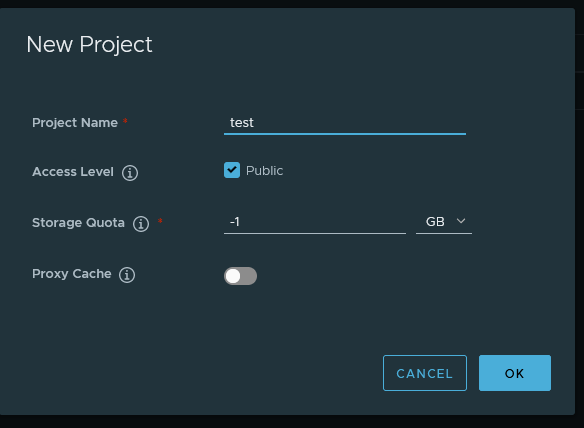 New Project
Project Name *
test
Access Level
Public
Storage Quota *
-1
GB
Proxy Cache
CANCEL
OK